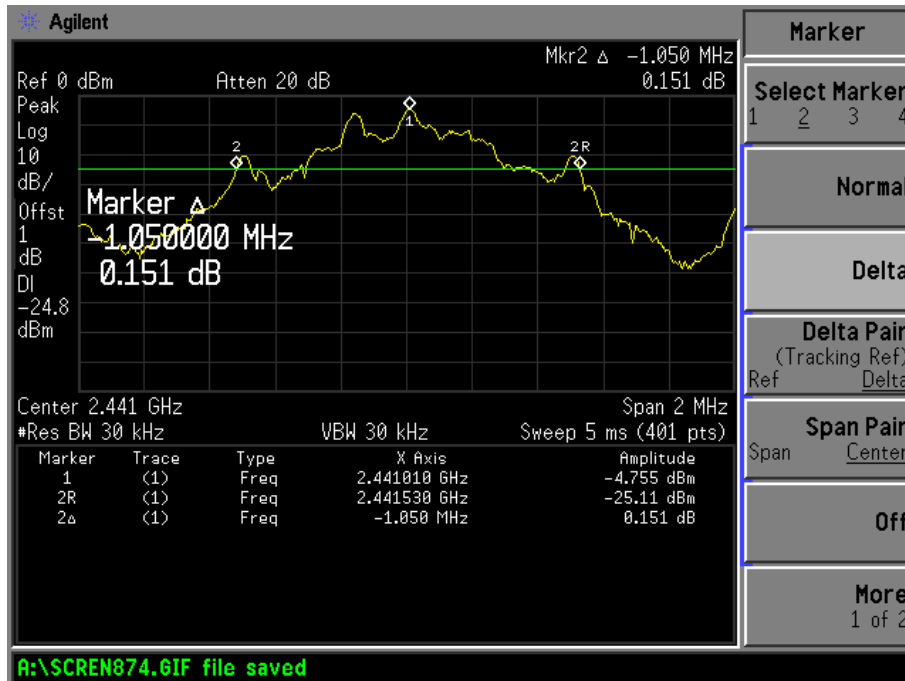 Agilent
Mkr2 Δ −1.050 MHz
Ref 0 dBm Atten 20 dB 0.151 dB
Peak
Log
10
dB/
Offst
1
dB
DI
−24.8
dBm
1
2
2R
Marker Δ
−1.050000 MHz
0.151 dB
Center 2.441 GHz Span 2 MHz
#Res BW 30 kHz VBW 30 kHz Sweep 5 ms (401 pts)
Marker Trace Type X Axis Amplitude
1 (1) Freq 2.441010 GHz −4.755 dBm
2R (1) Freq 2.441530 GHz −25.11 dBm
2Δ (1) Freq −1.050 MHz 0.151 dB
Marker
Select Marker
1 2 3 4
Normal
Delta
Delta Pair
(Tracking Ref)
Ref Delta
Span Pair
Span Center
Off
More
1 of 2
A:\SCREN874.GIF file saved